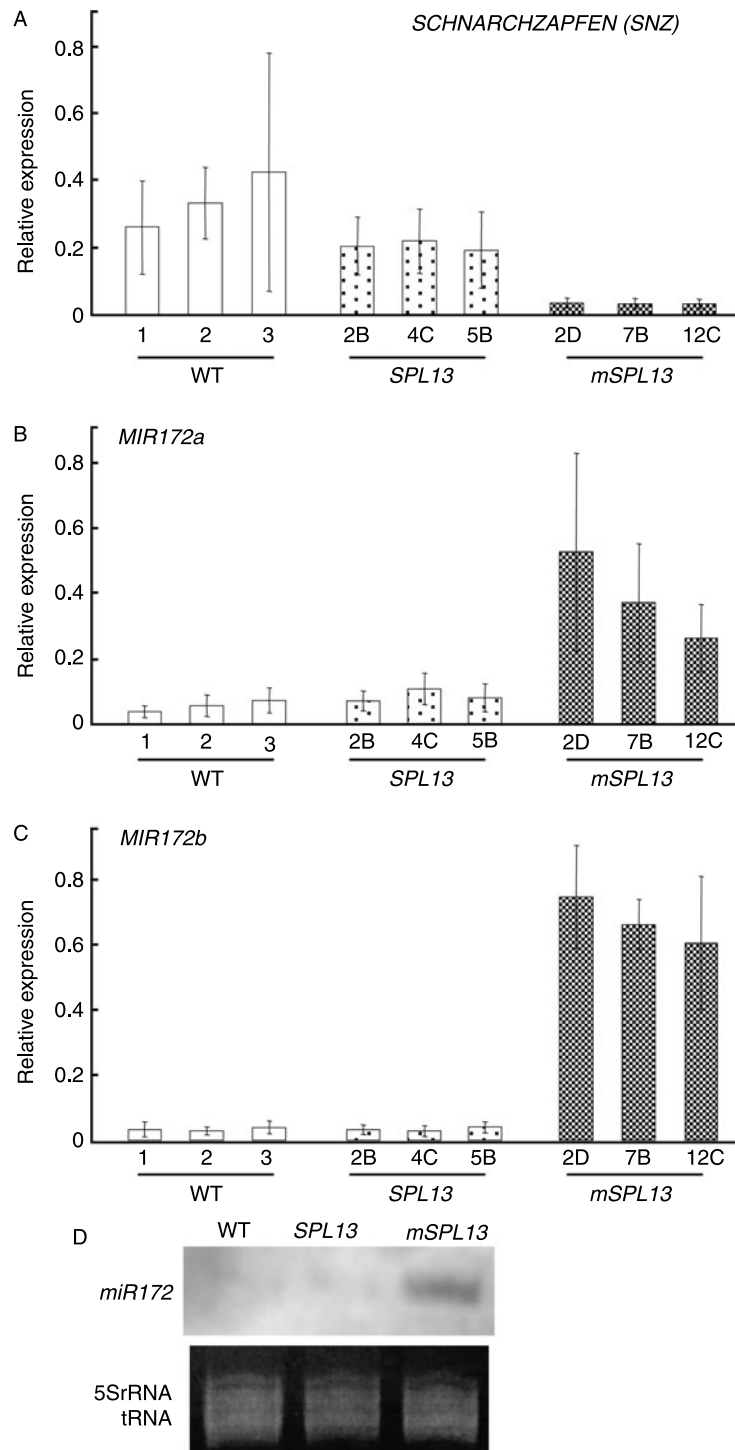 A
SCHNARCHZAPFEN (SNZ)
Relative expression
0.8
0.6
0.4
0.2
0
1 2 3 2B 4C 5B 2D 7B 12C
WT SPL13 mSPL13
B
MIR172a
Relative expression
0.8
0.6
0.4
0.2
0
1 2 3 2B 4C 5B 2D 7B 12C
WT SPL13 mSPL13
C
MIR172b
Relative expression
0.8
0.6
0.4
0.2
0
1 2 3 2B 4C 5B 2D 7B 12C
WT SPL13 mSPL13
D
WT SPL13 mSPL13
miR172
5SrRNA
tRNA